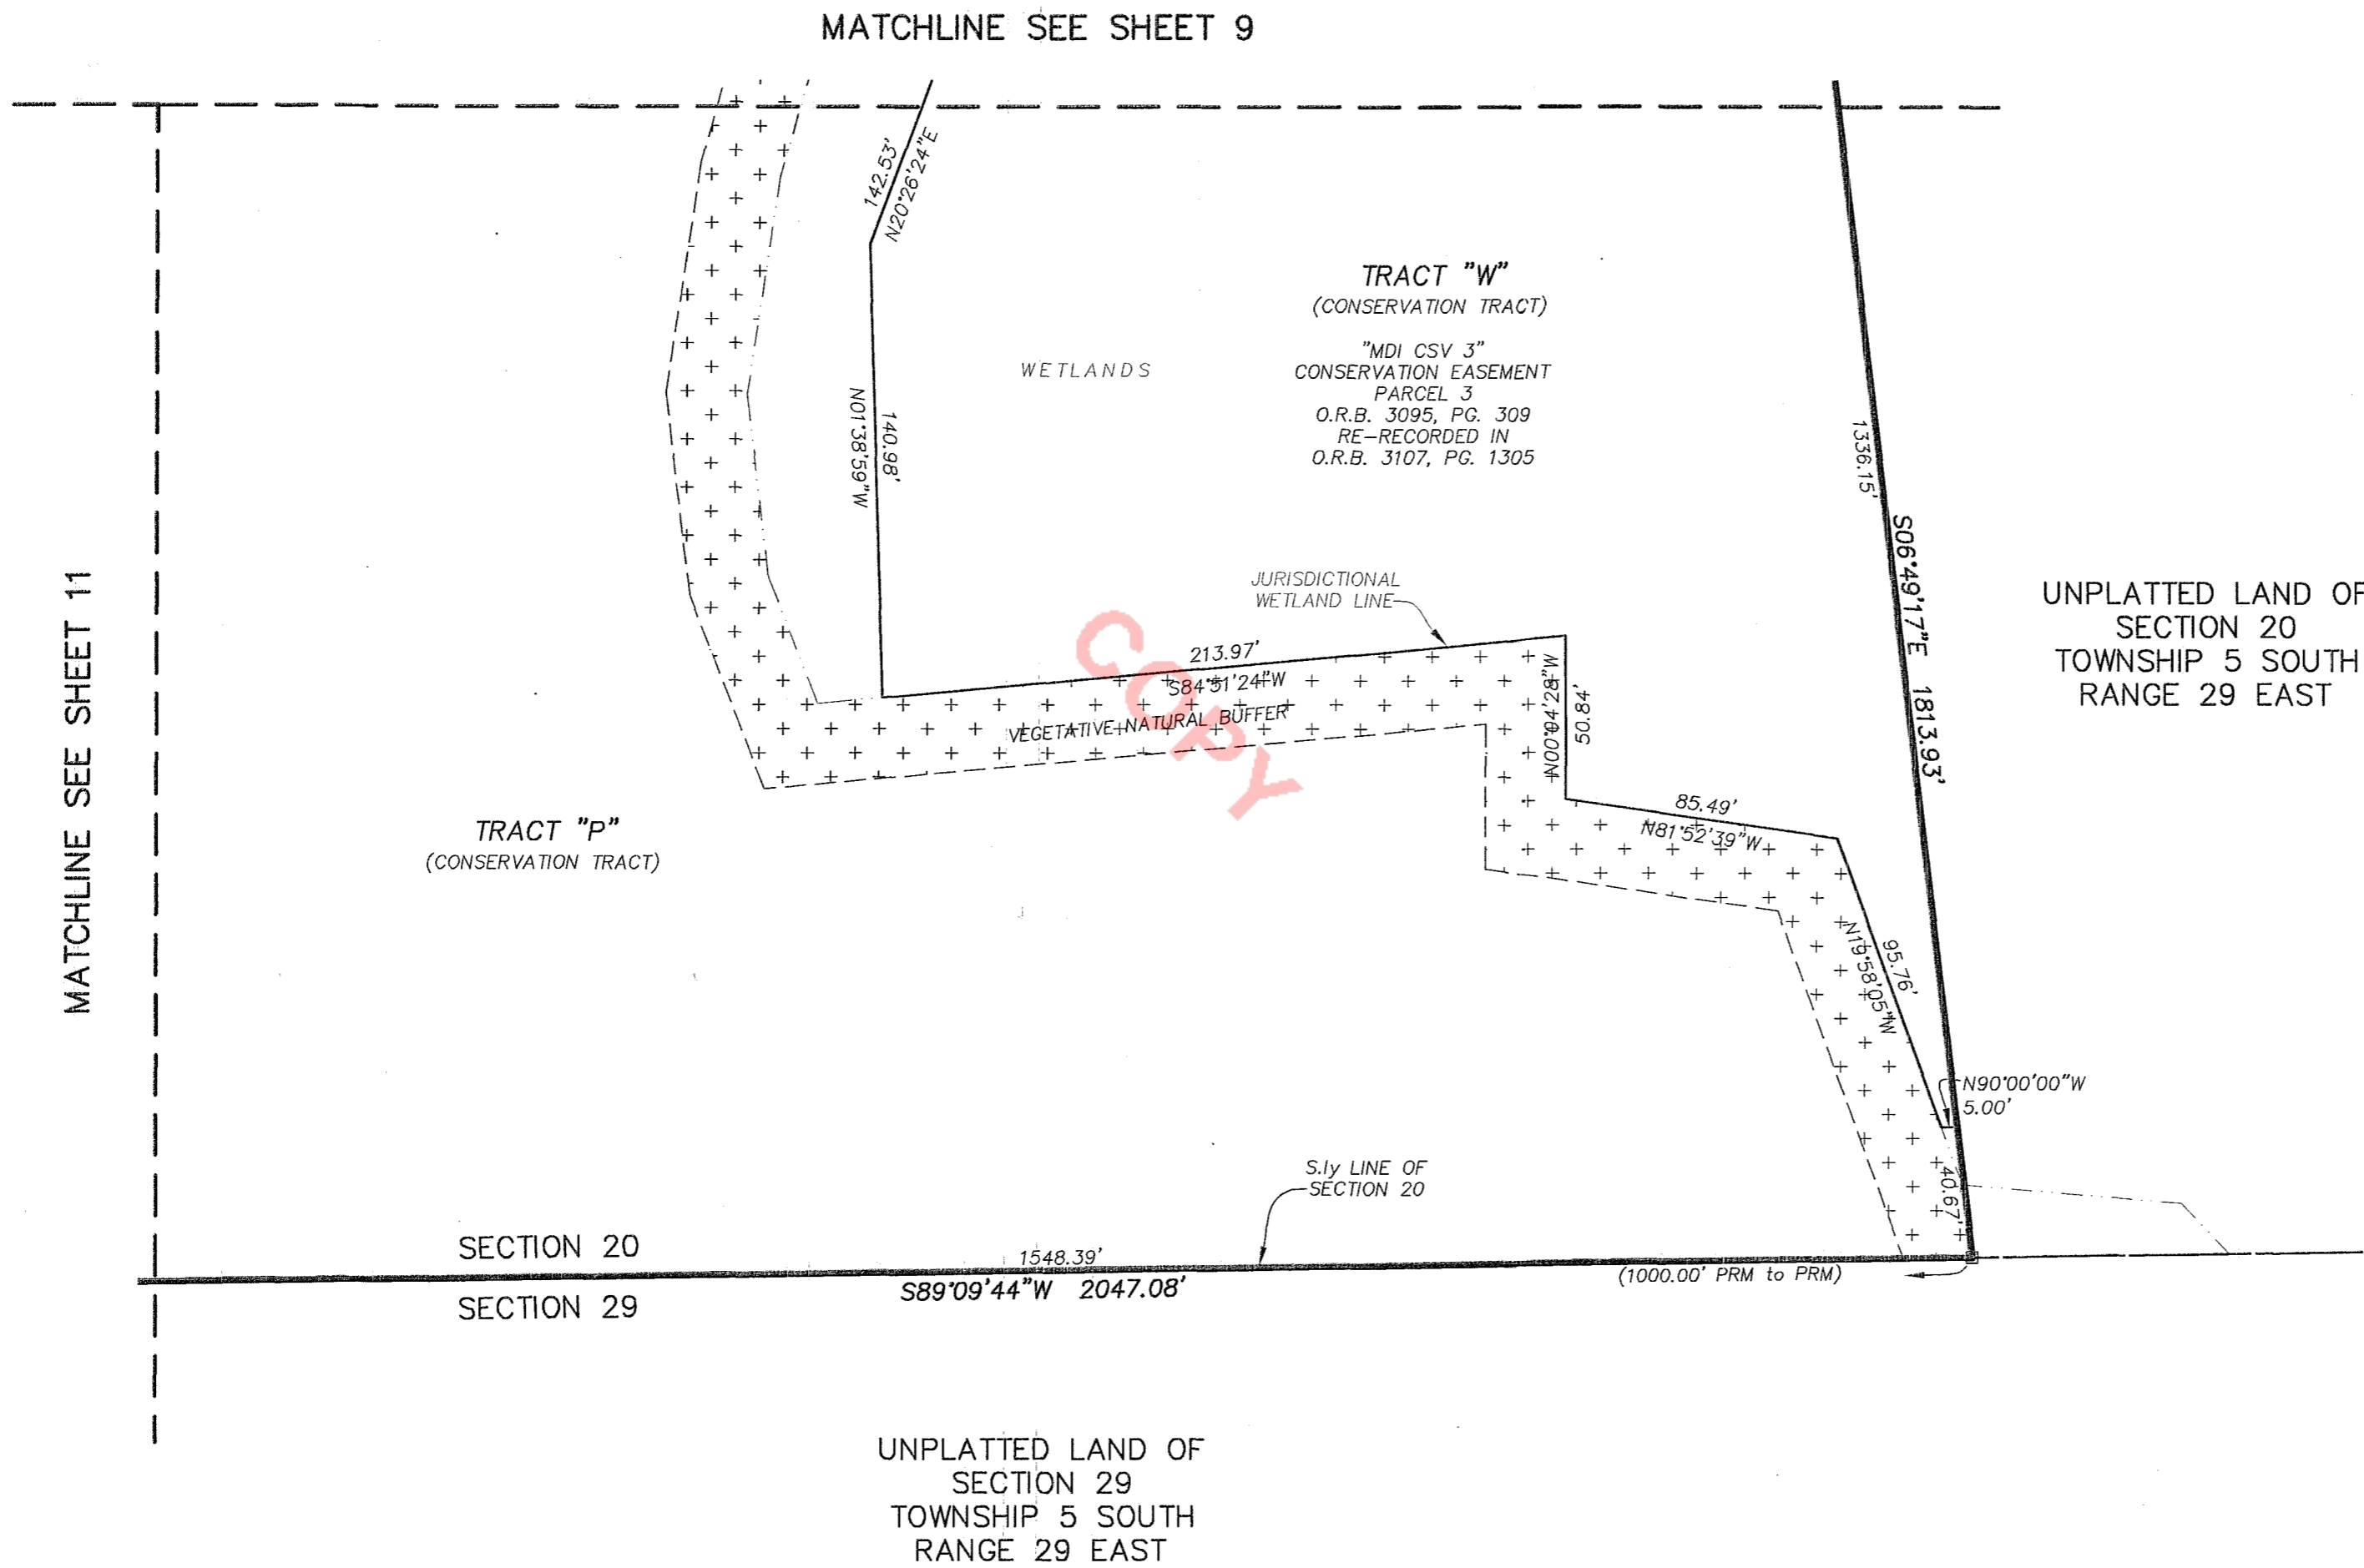 MATCHLINE SEE SHEET 9
142.53'
N20°26'24"E
TRACT "W"
(CONSERVATION TRACT)
"MDI CSV 3"
CONSERVATION EASEMENT
PARCEL 3
O.R.B. 3095, PG. 309
RE-RECORDED IN
O.R.B. 3107, PG. 1305
WETLANDS
N01°38'59"W
140.98'
1336.15'
S06°49'17"E 1813.93'
JURISDICTIONAL
WETLAND LINE
UNPLATTED LAND OF
SECTION 20
TOWNSHIP 5 SOUTH
RANGE 29 EAST
MATCHLINE SEE SHEET 11
213.97'
S84°51'24"W
VEGETATIVE NATURAL BUFFER
COPY
N00°04'28"W
50.84'
85.49'
N81°52'39"W
TRACT "P"
(CONSERVATION TRACT)
95.76'
N19°58'05"W
N90°00'00"W
5.00'
S.ly LINE OF
SECTION 20
40.67'
SECTION 20
1548.39'
(1000.00' PRM to PRM)
S89°09'44"W 2047.08'
SECTION 29
UNPLATTED LAND OF
SECTION 29
TOWNSHIP 5 SOUTH
RANGE 29 EAST